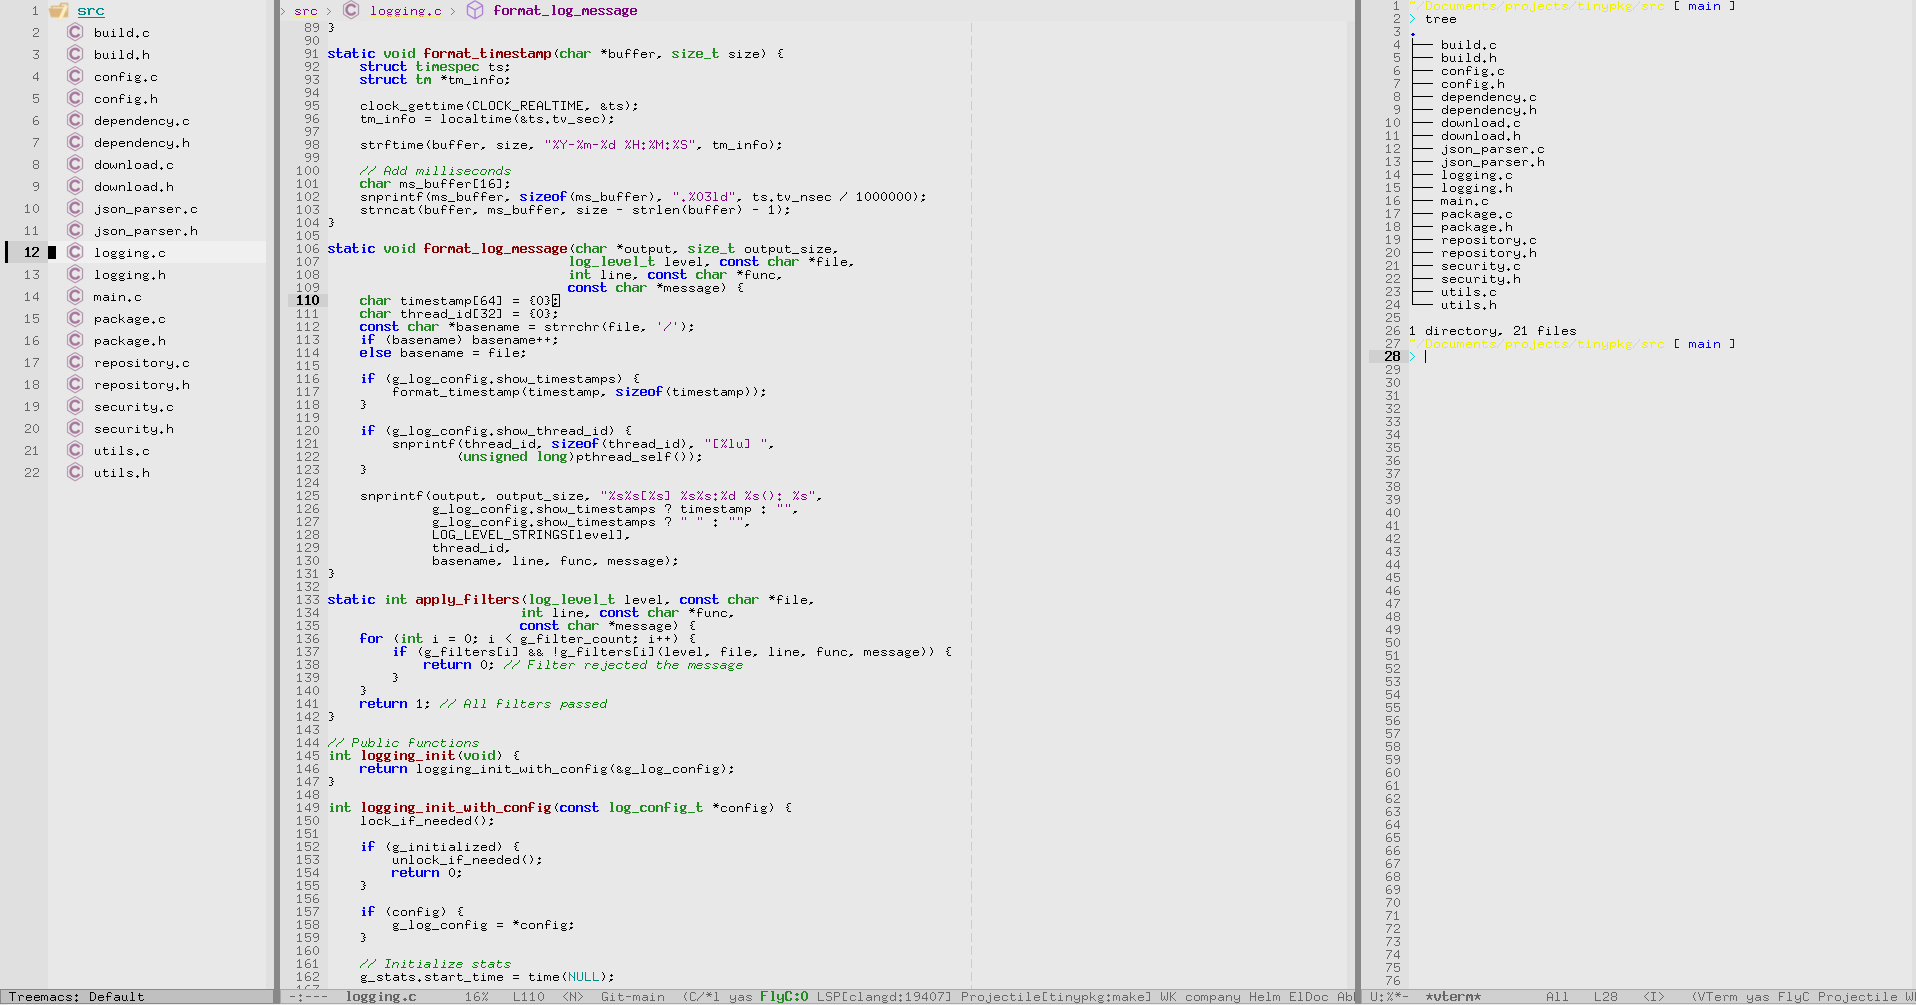 1 src
2 build.c
3 build.h
4 config.c
5 config.h
6 dependency.c
7 dependency.h
8 download.c
9 download.h
10 json_parser.c
11 json_parser.h
12 logging.c
13 logging.h
14 main.c
15 package.c
16 package.h
17 repository.c
18 repository.h
19 security.c
20 security.h
21 utils.c
22 utils.h
Treemacs: Default
> src > logging.c > format_log_message
89 }
90
91 static void format_timestamp(char *buffer, size_t size) {
92     struct timespec ts;
93     struct tm *tm_info;
94
95     clock_gettime(CLOCK_REALTIME, &ts);
96     tm_info = localtime(&ts.tv_sec);
97
98     strftime(buffer, size, "%Y-%m-%d %H:%M:%S", tm_info);
99
100     // Add milliseconds
101     char ms_buffer[16];
102     snprintf(ms_buffer, sizeof(ms_buffer), ".%03ld", ts.tv_nsec / 1000000);
103     strncat(buffer, ms_buffer, size - strlen(buffer) - 1);
104 }
105
106 static void format_log_message(char *output, size_t output_size,
107                               log_level_t level, const char *file,
108                               int line, const char *func,
109                               const char *message) {
110     char timestamp[64] = {0};
111     char thread_id[32] = {0};
112     const char *basename = strrchr(file, '/');
113     if (basename) basename++;
114     else basename = file;
115
116     if (g_log_config.show_timestamps) {
117         format_timestamp(timestamp, sizeof(timestamp));
118     }
119
120     if (g_log_config.show_thread_id) {
121         snprintf(thread_id, sizeof(thread_id), "[%lu] ",
122                 (unsigned long)pthread_self());
123     }
124
125     snprintf(output, output_size, "%s%s[%s] %s%s:%d %s(): %s",
126              g_log_config.show_timestamps ? timestamp : "",
127              g_log_config.show_timestamps ? " " : "",
128              LOG_LEVEL_STRINGS[level],
129              thread_id,
130              basename, line, func, message);
131 }
132
133 static int apply_filters(log_level_t level, const char *file,
134                         int line, const char *func,
135                         const char *message) {
136     for (int i = 0; i < g_filter_count; i++) {
137         if (g_filters[i] && !g_filters[i](level, file, line, func, message)) {
138             return 0; // Filter rejected the message
139         }
140     }
141     return 1; // All filters passed
142 }
143
144 // Public functions
145 int logging_init(void) {
146     return logging_init_with_config(&g_log_config);
147 }
148
149 int logging_init_with_config(const log_config_t *config) {
150     lock_if_needed();
151
152     if (g_initialized) {
153         unlock_if_needed();
154         return 0;
155     }
156
157     if (config) {
158         g_log_config = *config;
159     }
160
161     // Initialize stats
162     g_stats.start_time = time(NULL);
-:--- logging.c 16% L110 <N> Git-main (C/*l yas FlyC:0 LSP[clangd:19407] Projectile[tinypkg:make] WK company Helm ElDoc Ab
1 ~/Documents/projects/tinypkg/src [ main ]
2 > tree
3 .
4 ├── build.c
5 ├── build.h
6 ├── config.c
7 ├── config.h
8 ├── dependency.c
9 ├── dependency.h
10 ├── download.c
11 ├── download.h
12 ├── json_parser.c
13 ├── json_parser.h
14 ├── logging.c
15 ├── logging.h
16 ├── main.c
17 ├── package.c
18 ├── package.h
19 ├── repository.c
20 ├── repository.h
21 ├── security.c
22 ├── security.h
23 ├── utils.c
24 └── utils.h
25
26 1 directory, 21 files
27 ~/Documents/projects/tinypkg/src [ main ]
28 >
29
30
31
32
33
34
35
36
37
38
39
40
41
42
43
44
45
46
47
48
49
50
51
52
53
54
55
56
57
58
59
60
61
62
63
64
65
66
67
68
69
70
71
72
73
74
75
76
U:%*- *vterm* All L28 <I> (VTerm yas FlyC Projectile W